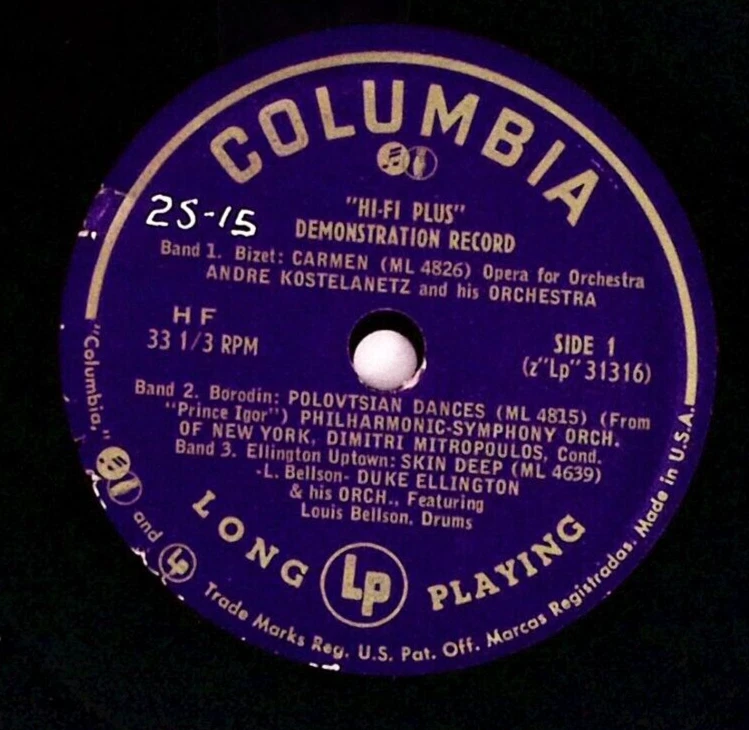 COLUMBIA
25-15
"HI-FI PLUS"
DEMONSTRATION RECORD
Band 1. Bizet: CARMEN (ML 4826) Opera for Orchestra
ANDRE KOSTELANETZ and his ORCHESTRA
HF
33 1/3 RPM
SIDE 1
(z"Lp" 31316)
Band 2. Borodin: POLOVTSIAN DANCES (ML 4815) (From
"Prince Igor") PHILHARMONIC-SYMPHONY ORCH.
OF NEW YORK, DIMITRI MITROPOULOS, Cond.
Band 3. Ellington Uptown: SKIN DEEP (ML 4639)
-L. Bellson- DUKE ELLINGTON
& his ORCH., Featuring
Louis Bellson, Drums
LONG Lp PLAYING
"Columbia," and Lp Trade Marks Reg. U.S. Pat. Off. Marcas Registradas. Made in U.S.A.